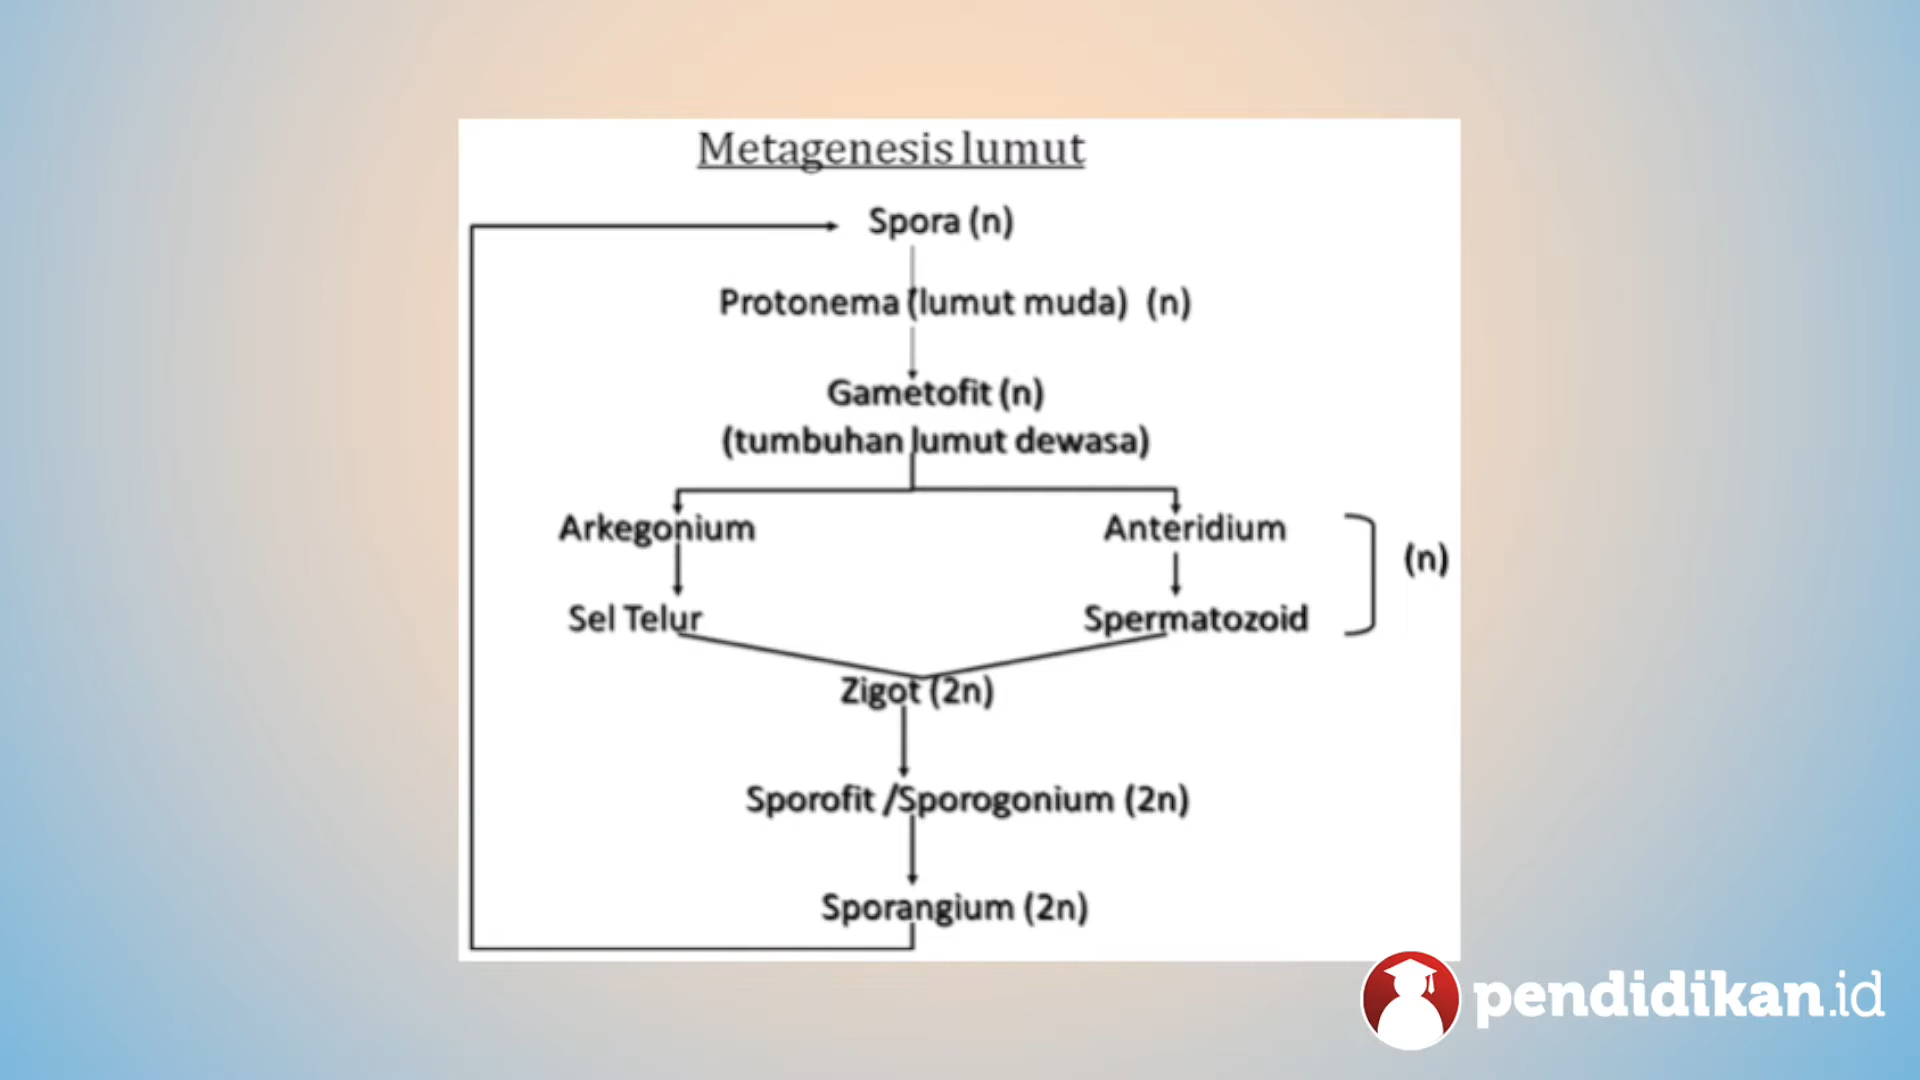 Metagenesis lumut
Spora (n)
Protonema (lumut muda) (n)
Gametofit (n)
(tumbuhan lumut dewasa)
Arkegonium
Anteridium
(n)
Sel Telur
Spermatozoid
Zigot (2n)
Sporofit /Sporogonium (2n)
Sporangium (2n)
pendidikan.id